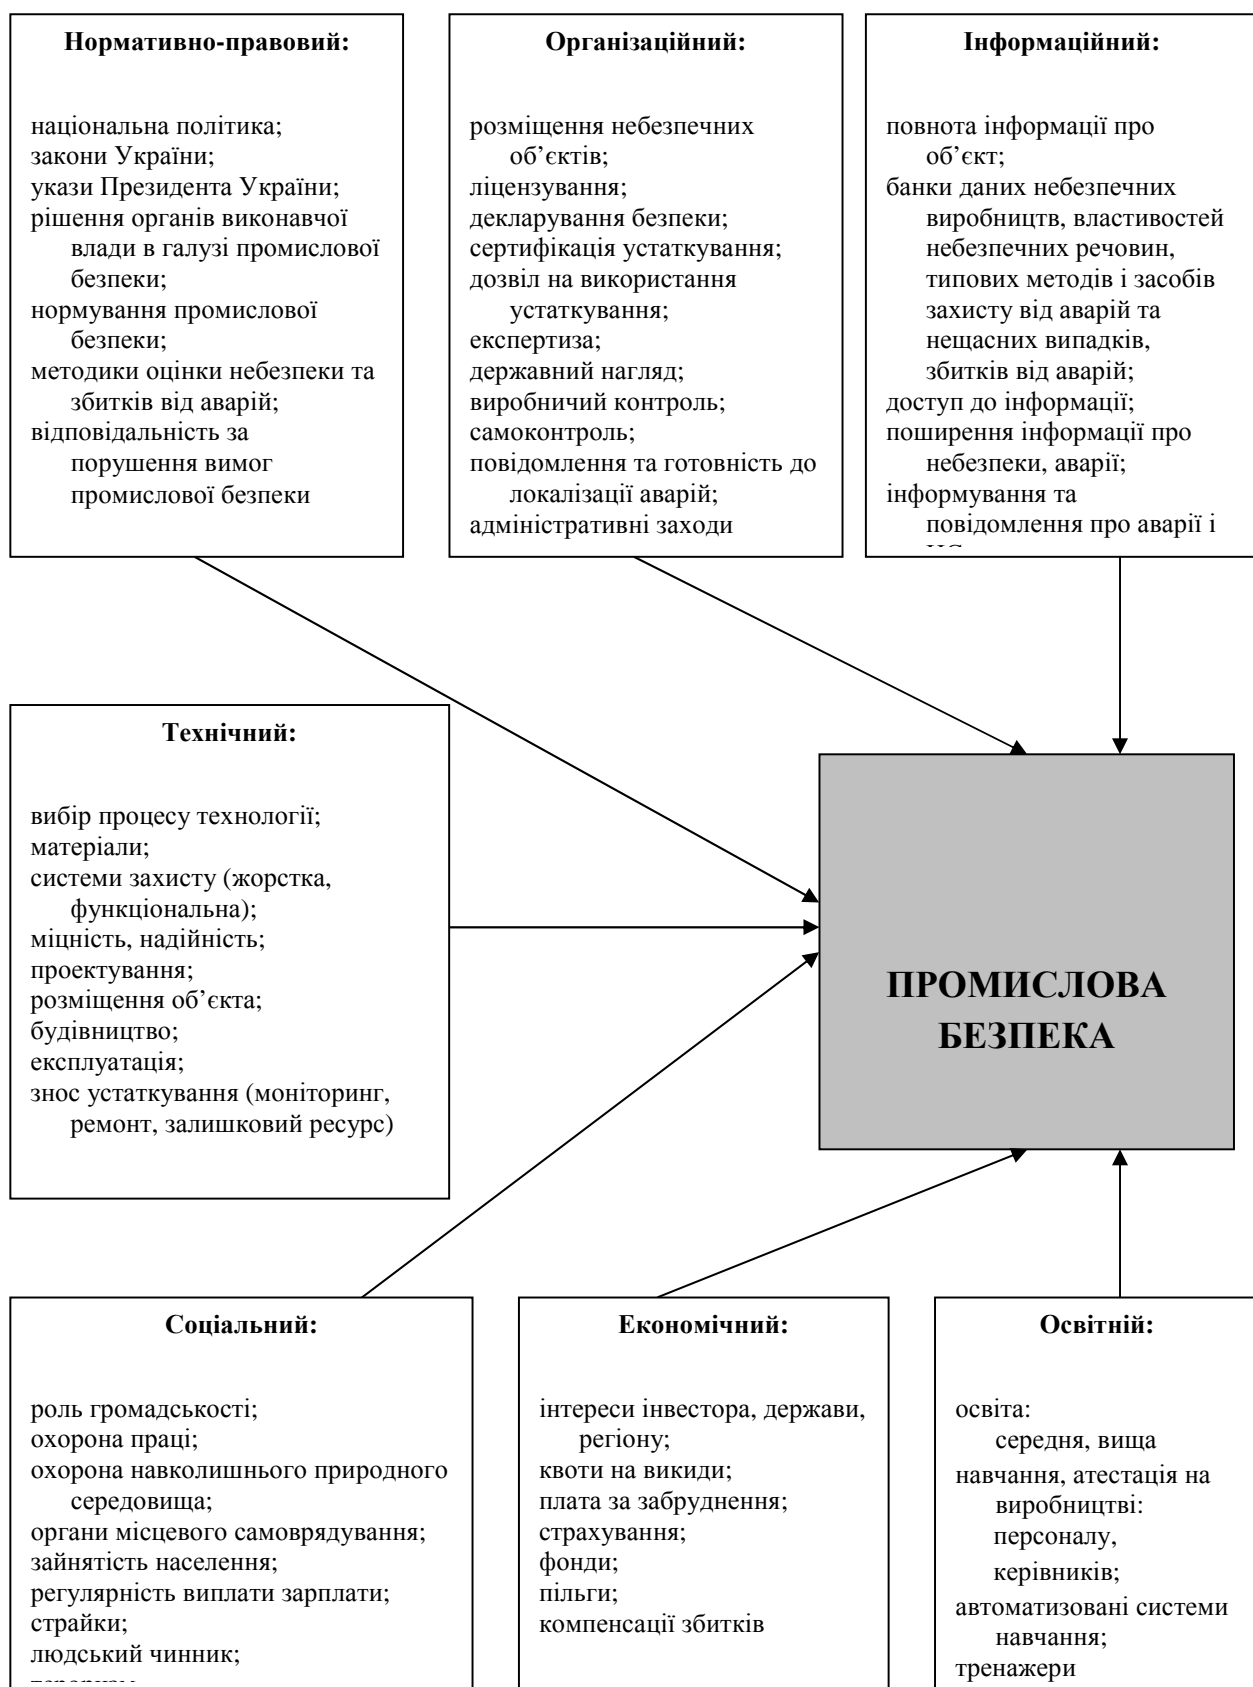 Нормативно-правовий:
національна політика;
закони України;
укази Президента України;
рішення органів виконавчої
влади в галузі промислової
безпеки;
нормування промислової
безпеки;
методики оцінки небезпеки та
збитків від аварій;
відповідальність за
порушення вимог
промислової безпеки
Організаційний:
розміщення небезпечних
об’єктів;
ліцензування;
декларування безпеки;
сертифікація устаткування;
дозвіл на використання
устаткування;
експертиза;
державний нагляд;
виробничий контроль;
самоконтроль;
повідомлення та готовність до
локалізації аварій;
адміністративні заходи
Інформаційний:
повнота інформації про
об’єкт;
банки даних небезпечних
виробництв, властивостей
небезпечних речовин,
типових методів і засобів
захисту від аварій та
нещасних випадків,
збитків від аварій;
доступ до інформації;
поширення інформації про
небезпеки, аварії;
інформування та
повідомлення про аварії і
Технічний:
вибір процесу технології;
матеріали;
системи захисту (жорстка,
функціональна);
міцність, надійність;
проектування;
розміщення об’єкта;
будівництво;
експлуатація;
знос устаткування (моніторинг,
ремонт, залишковий ресурс)
ПРОМИСЛОВА
БЕЗПЕКА
Соціальний:
роль громадськості;
охорона праці;
охорона навколишнього природного
середовища;
органи місцевого самоврядування;
зайнятість населення;
регулярність виплати зарплати;
страйки;
людський чинник;
Економічний:
інтереси інвестора, держави,
регіону;
квоти на викиди;
плата за забруднення;
страхування;
фонди;
пільги;
компенсації збитків
Освітній:
освіта:
середня, вища
навчання, атестація на
виробництві:
персоналу,
керівників;
автоматизовані системи
навчання;
тренажери